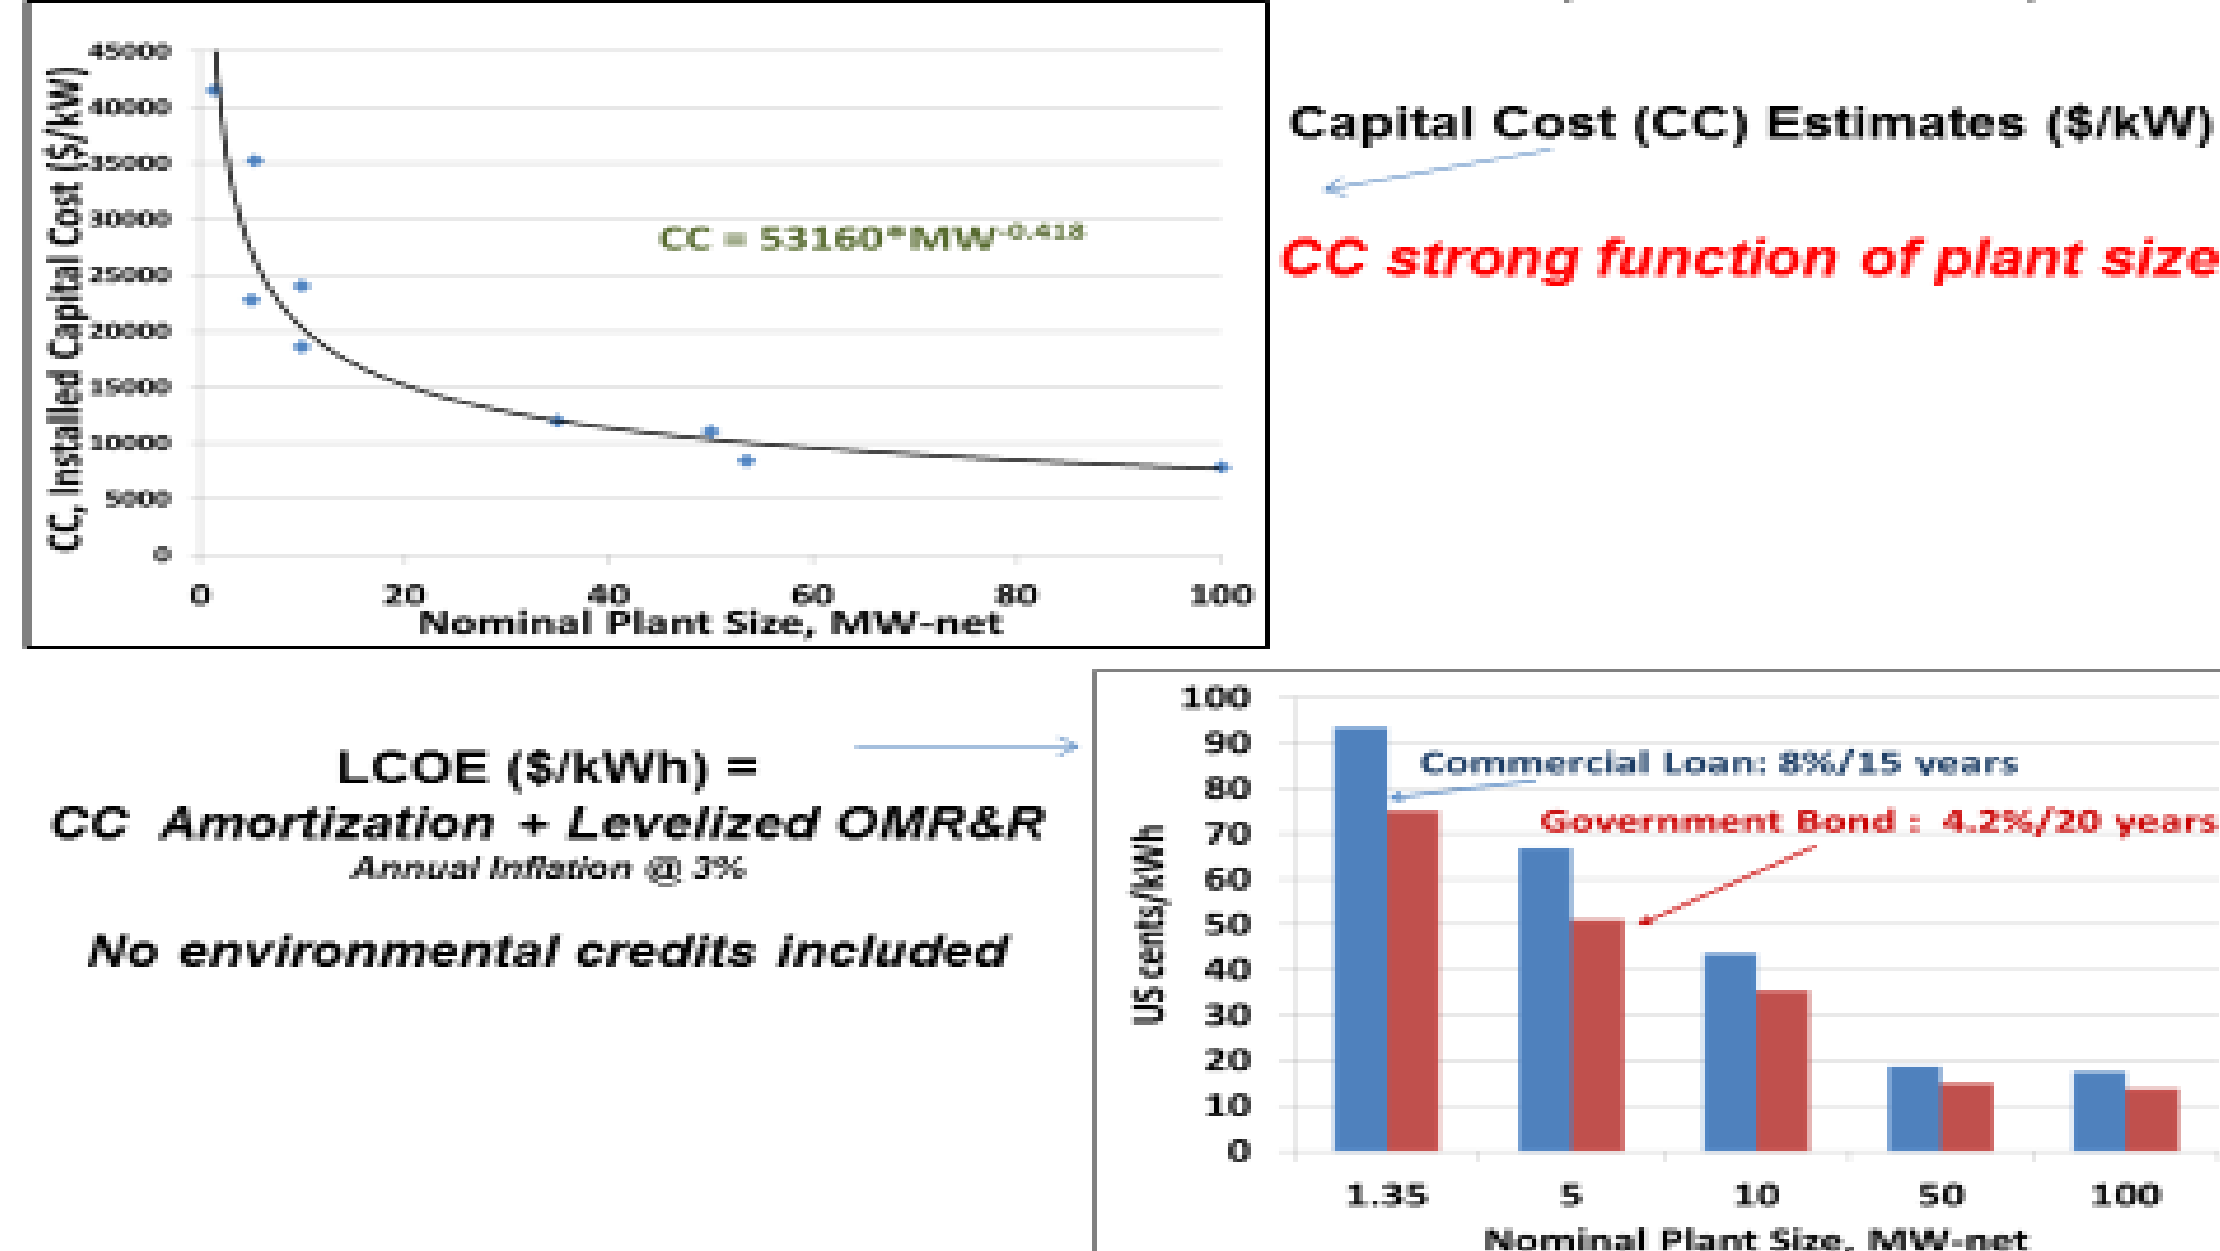 45000
40000
35000
30000
25000
20000
15000
10000
5000
0
CC, Installed Capital Cost ($/kW)
CC = 53160*MW-0.418
0 20 40 60 80 100
Nominal Plant Size, MW-net
Capital Cost (CC) Estimates ($/kW)
CC strong function of plant size
LCOE ($/kWh) =
CC Amortization + Levelized OMR&R
Annual Inflation @ 3%
No environmental credits included
100
90
80
70
60
50
40
30
20
10
0
US cents/kWh
Commercial Loan: 8%/15 years
Government Bond : 4.2%/20 years
1.35 5 10 50 100
Nominal Plant Size, MW-net